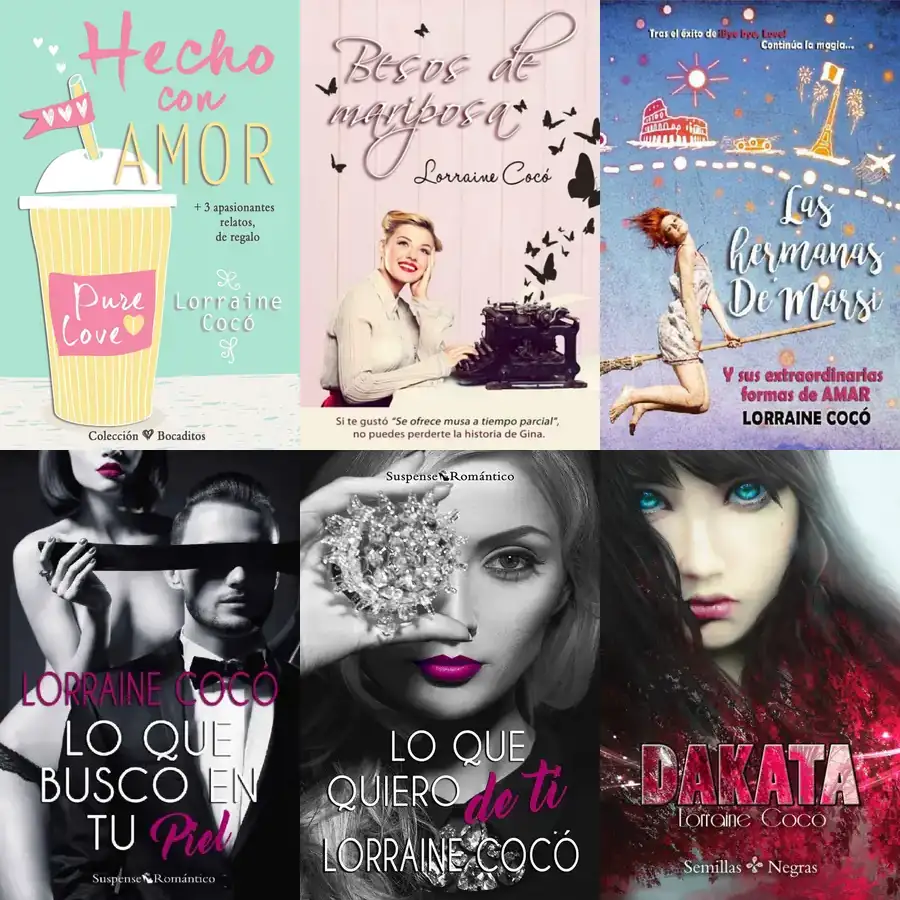 Hecho
con
AMOR
+ 3 apasionantes
relatos,
de regalo
Pure
Love
Lorraine
Cocó
Colección Bocaditos
Besos de
mariposa
Lorraine Cocó
Si te gustó "Se ofrece musa a tiempo parcial",
no puedes perderte la historia de Gina.
Tras el éxito de ¡Bye bye, Love!
Continúa la magia...
Las
hermanas
De Marsi
Y sus extraordinarias
formas de AMAR
LORRAINE COCÓ
LORRAINE COCÓ
LO QUE
BUSCO EN
TU Piel
Suspense Romántico
Suspense Romántico
LO QUE
QUIERO de ti
LORRAINE COCÓ
DAKATA
Lorraine Cocó
Semillas Negras